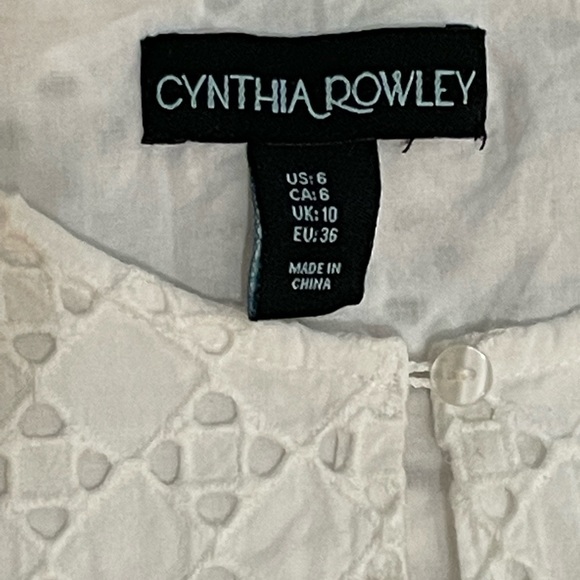 CYNTHIA ROWLEY
US: 6
CA: 6
UK: 10
EU: 36
MADE IN
CHINA